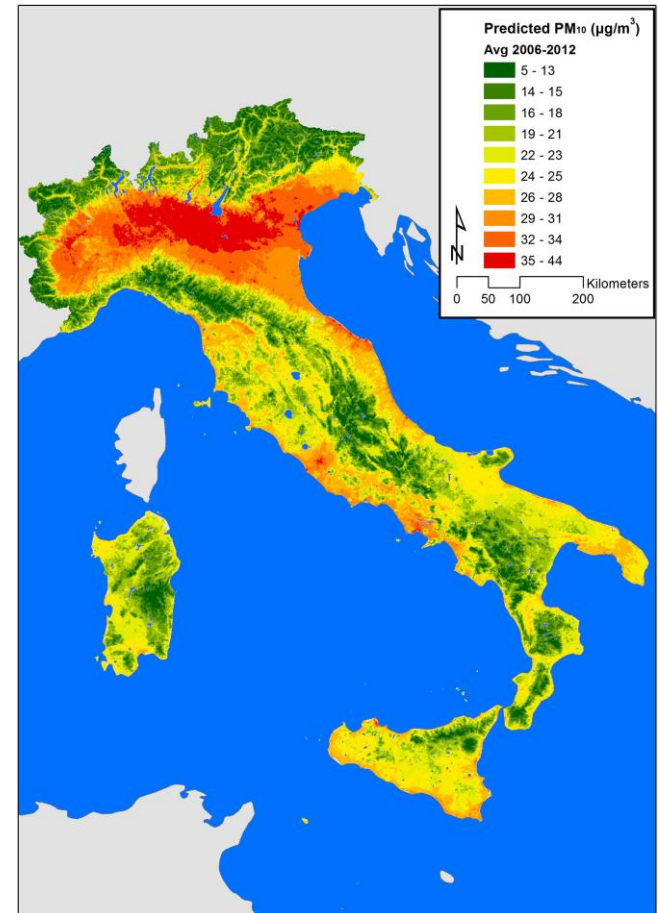 Predicted PM₁₀ (µg/m³)
Avg 2006-2012
5 - 13
14 - 15
16 - 18
19 - 21
22 - 23
24 - 25
26 - 28
29 - 31
32 - 34
35 - 44
N
Kilometers
0 50 100 200